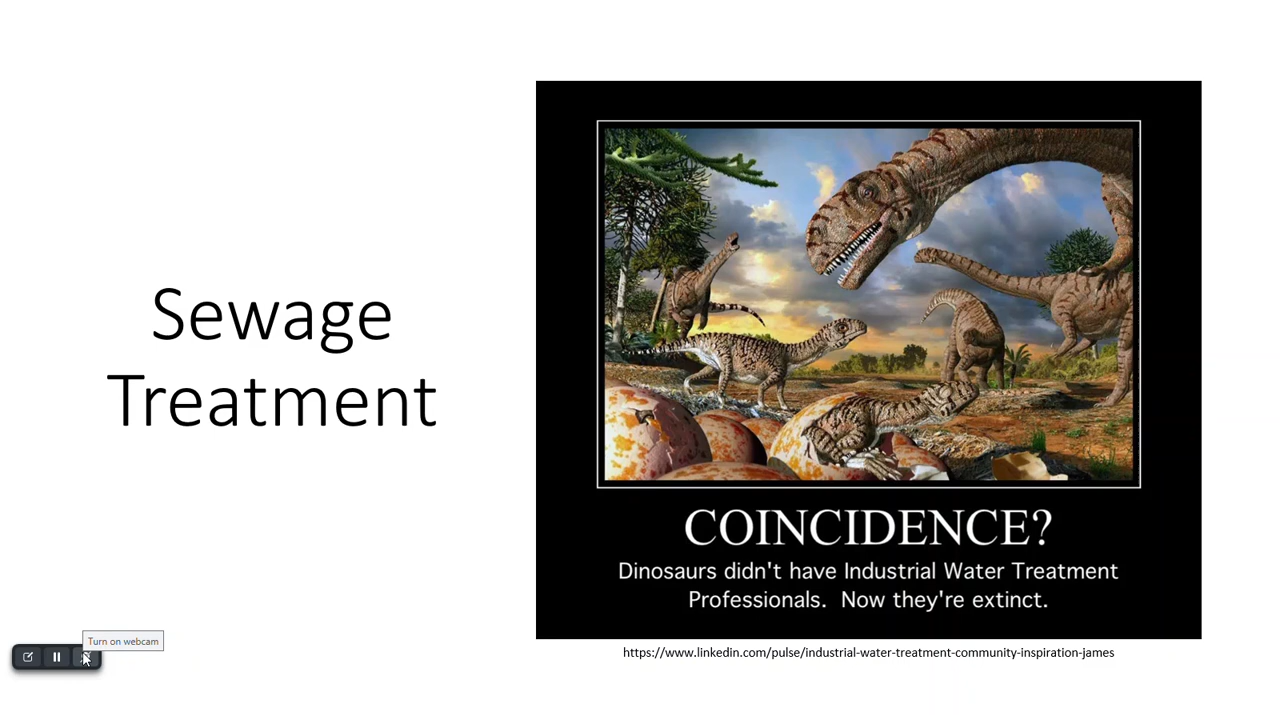 Sewage
Treatment
COINCIDENCE?
Dinosaurs didn't have Industrial Water Treatment
Professionals.  Now they're extinct.
https://www.linkedin.com/pulse/industrial-water-treatment-community-inspiration-james
Turn on webcam